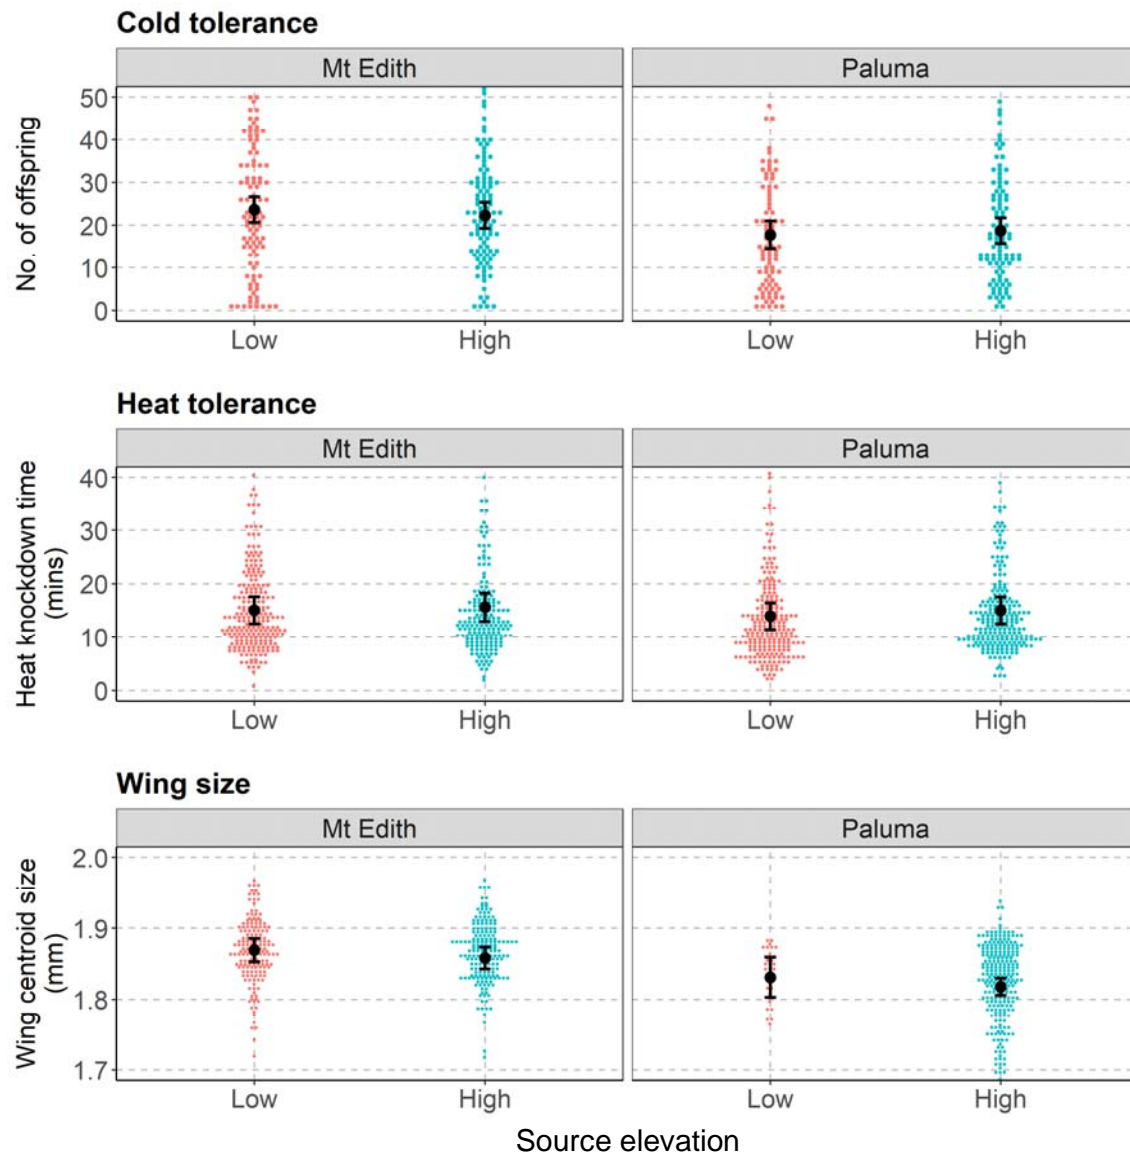 Cold tolerance
Mt Edith Paluma
No. of offspring
50
40
30
20
10
0
Low High Low High
Heat tolerance
Mt Edith Paluma
Heat knockdown time
(mins)
40
30
20
10
0
Low High Low High
Wing size
Mt Edith Paluma
Wing centroid size
(mm)
2.0
1.9
1.8
1.7
Low High Low High
Source elevation